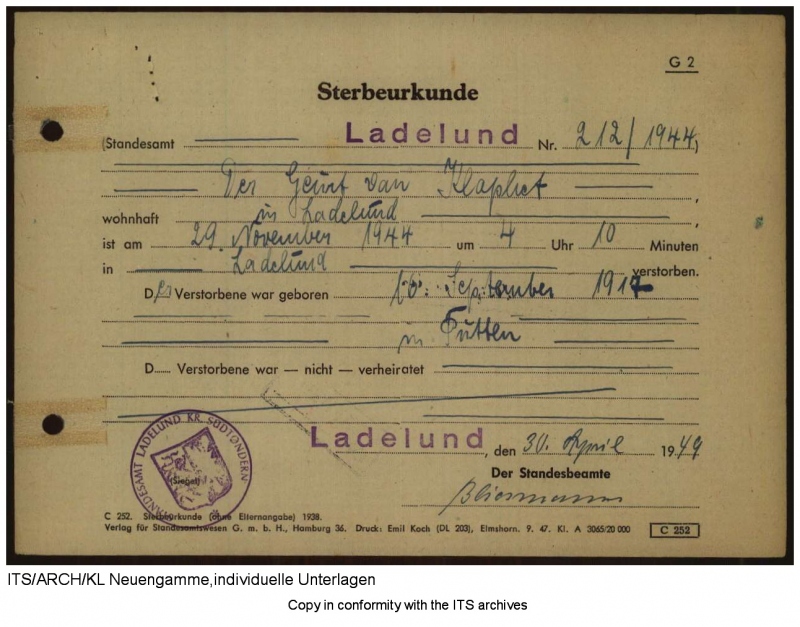 G 2
Sterbeurkunde
(Standesamt Ladelund Nr. 212/1944,)
Der Geurt van Klaphet,
wohnhaft in Ladelund,
ist am 29. November 1944 um 4 Uhr 10 Minuten
in Ladelund verstorben.
Der Verstorbene war geboren 16. September 1917
in Putten
D...... Verstorbene war — nicht — verheiratet
Ladelund, den 30. April 1949
STANDESAMT LADELUND KR. SÜDTONDERN
(Siegel)
Der Standesbeamte
C 252. Sterbeurkunde (ohne Elternangabe) 1938.
Verlag für Standesamtswesen G. m. b. H., Hamburg 36. Druck: Emil Koch (DL 203), Elmshorn. 9. 47. Kl. A 3065/20 000
C 252
ITS/ARCH/KL Neuengamme,individuelle Unterlagen
Copy in conformity with the ITS archives